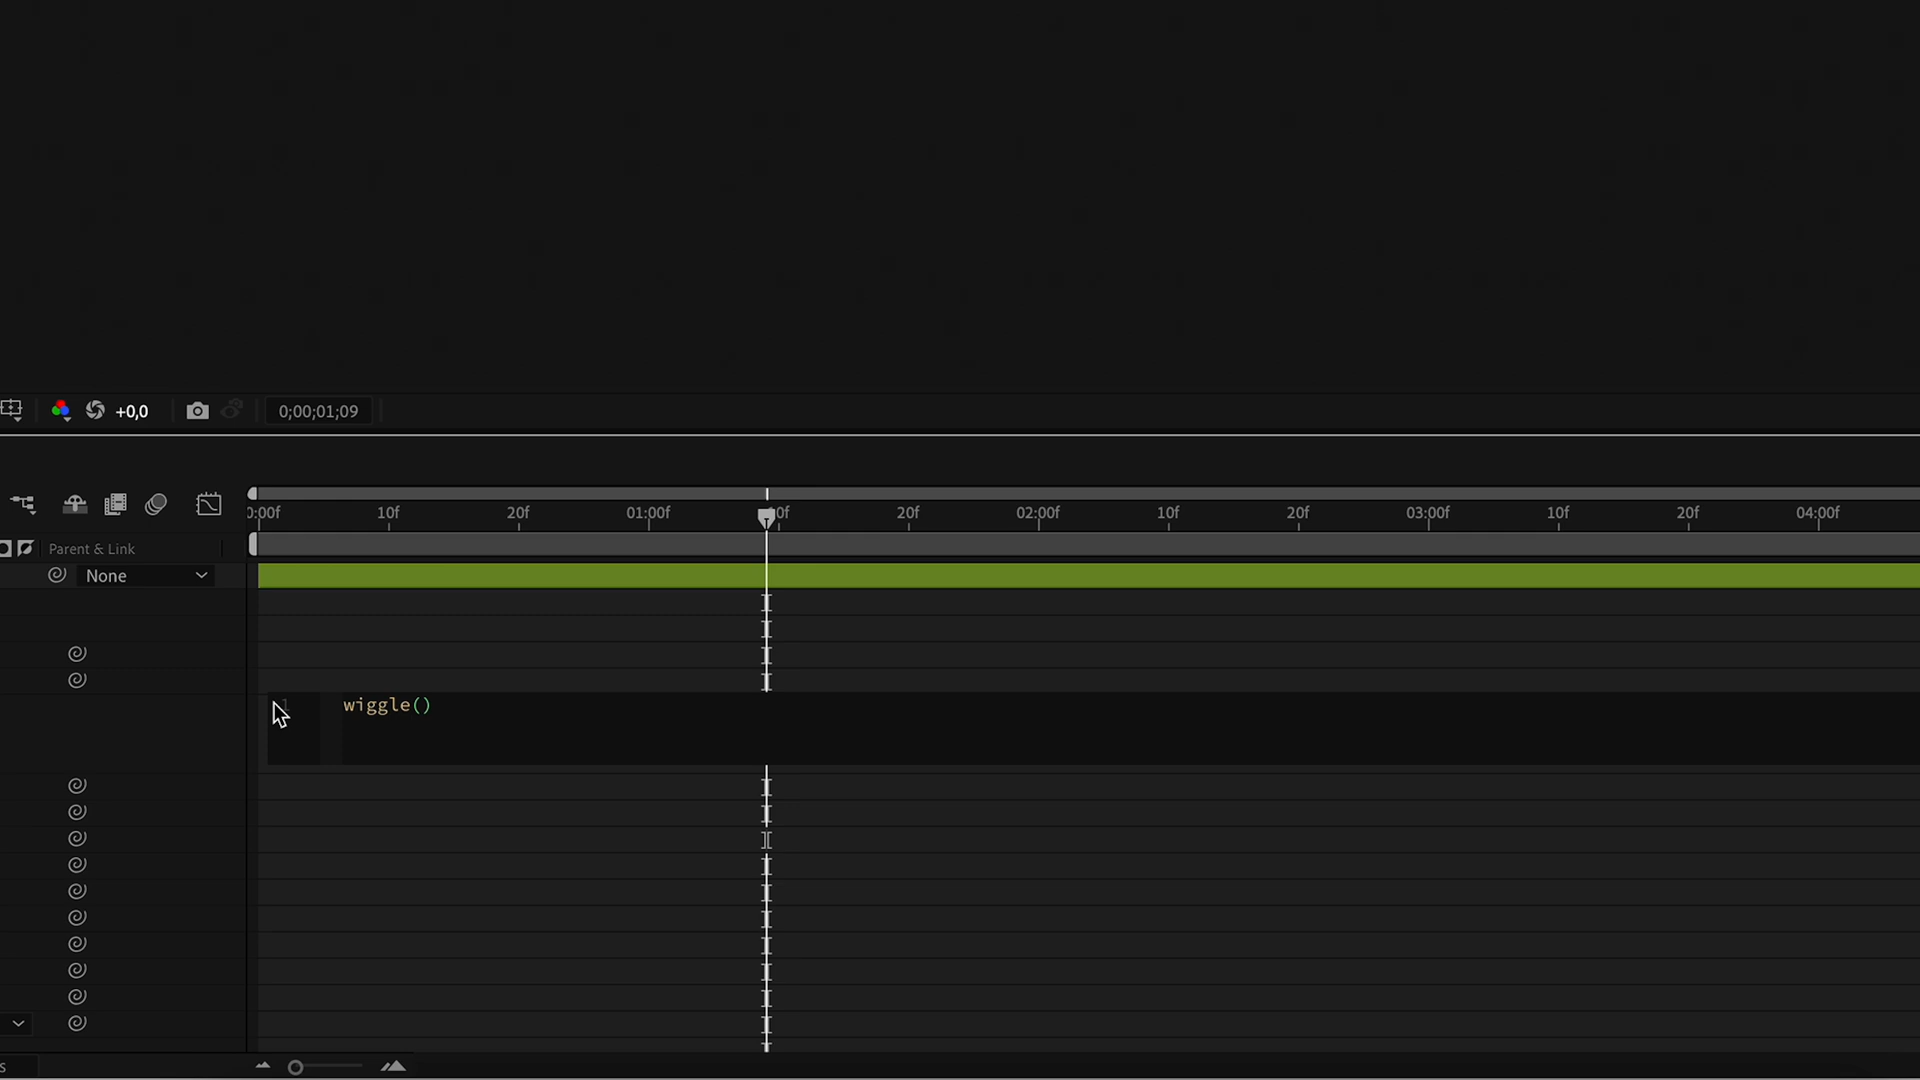 +0,0
0;00;01;09
0:00f 10f 20f 01:00f 0f 20f 02:00f 10f 20f 03:00f 10f 20f 04:00f
Parent & Link
None
1 wiggle()
s